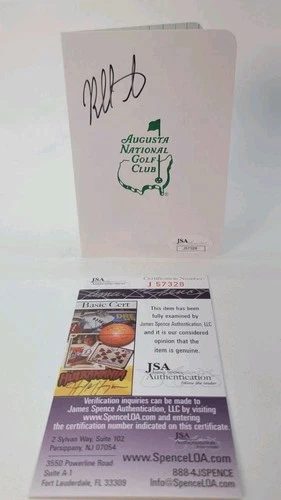 AUGUSTA
NATIONAL
GOLF
CLUB
®
JSA
J57328
JSA
Certification Number
J 57328
Basic Cert
This item has been
fully examined by
James Spence Authentication, LLC
and it is our considered
opinion that the
item is genuine.
JSA
Authentication
Verification inquiries can be made to
James Spence Authentication, LLC by visiting
www.SpenceLOA.com and entering
the certification number indicated on this certificate.
2 Sylvan Way, Suite 102
Parsippany, NJ 07054
3550 Powerline Road
Suite A-1
Fort Lauderdale, FL 33309
JSA
www.SpenceLOA.com
888-4JSPENCE
Info@SpenceLOA.com